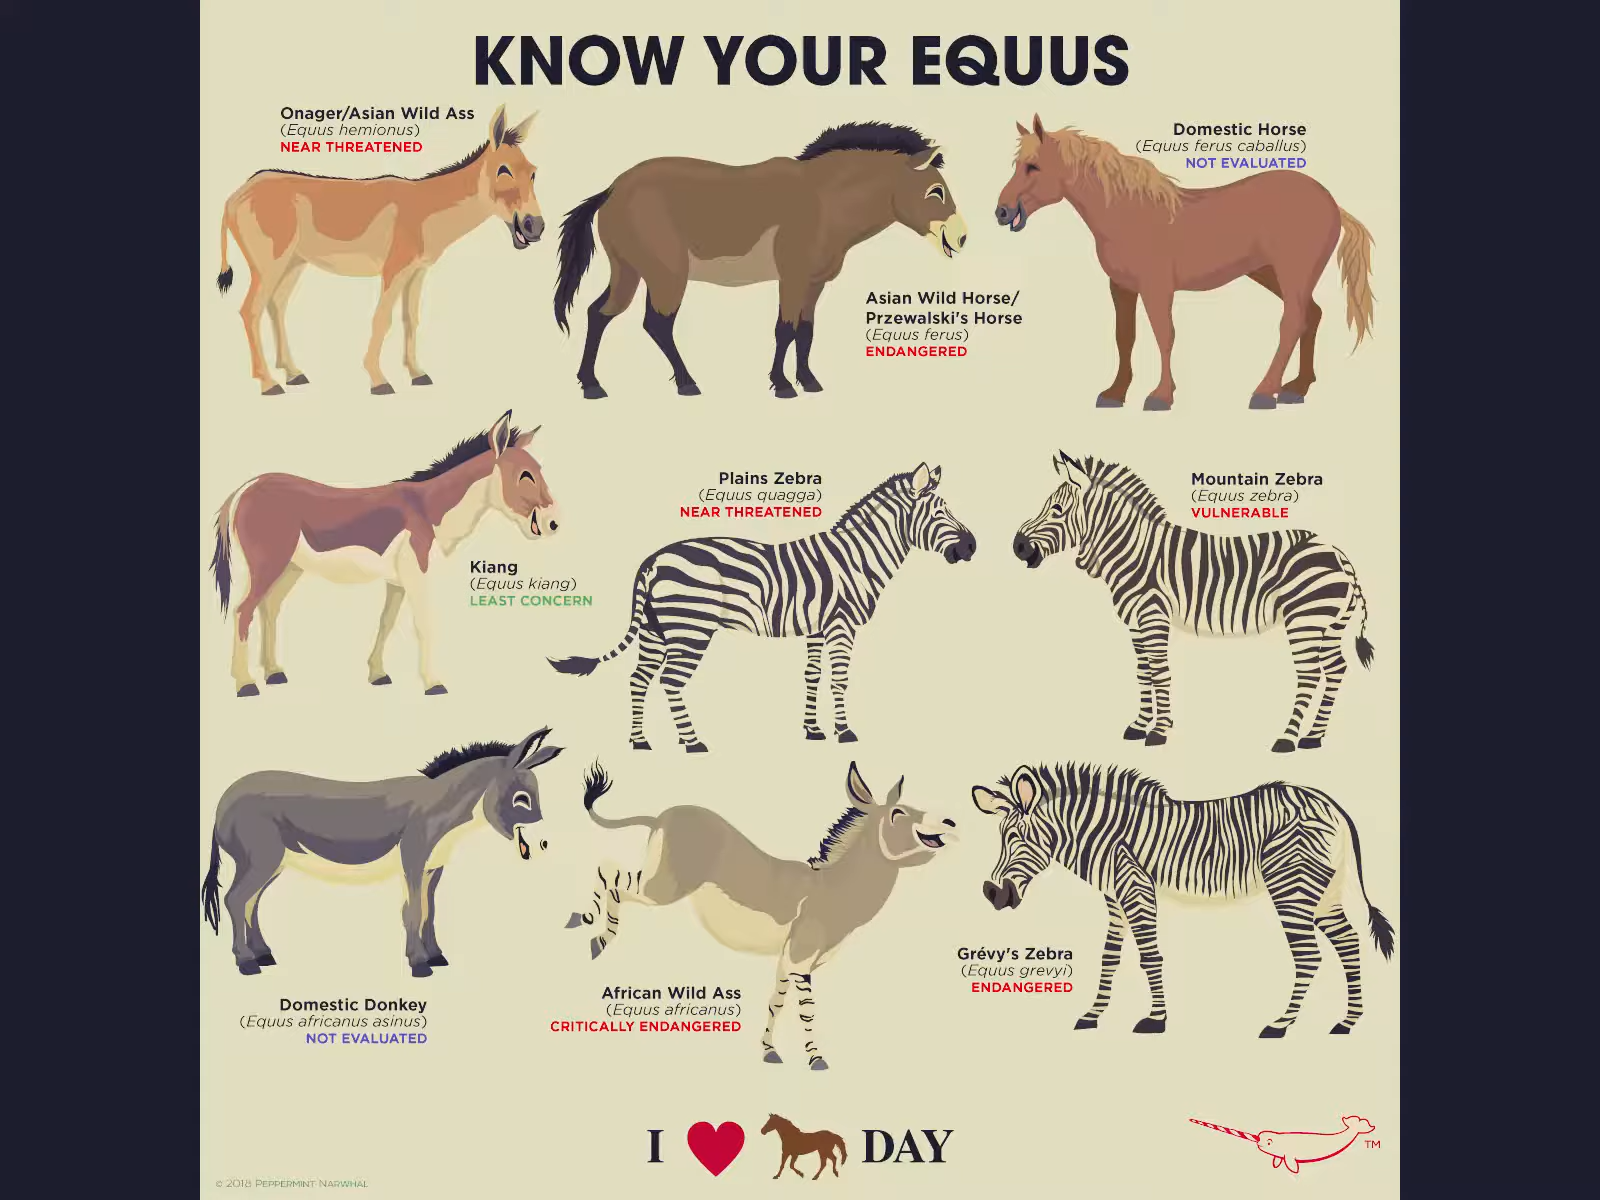 KNOW YOUR EQUUS
Onager/Asian Wild Ass
(Equus hemionus)
NEAR THREATENED
Domestic Horse
(Equus ferus caballus)
NOT EVALUATED
Asian Wild Horse/
Przewalski's Horse
(Equus ferus)
ENDANGERED
Kiang
(Equus kiang)
LEAST CONCERN
Plains Zebra
(Equus quagga)
NEAR THREATENED
Mountain Zebra
(Equus zebra)
VULNERABLE
Domestic Donkey
(Equus africanus asinus)
NOT EVALUATED
African Wild Ass
(Equus africanus)
CRITICALLY ENDANGERED
Grévy's Zebra
(Equus grevyi)
ENDANGERED
I DAY
TM
© 2018 PEPPERMINT NARWHAL